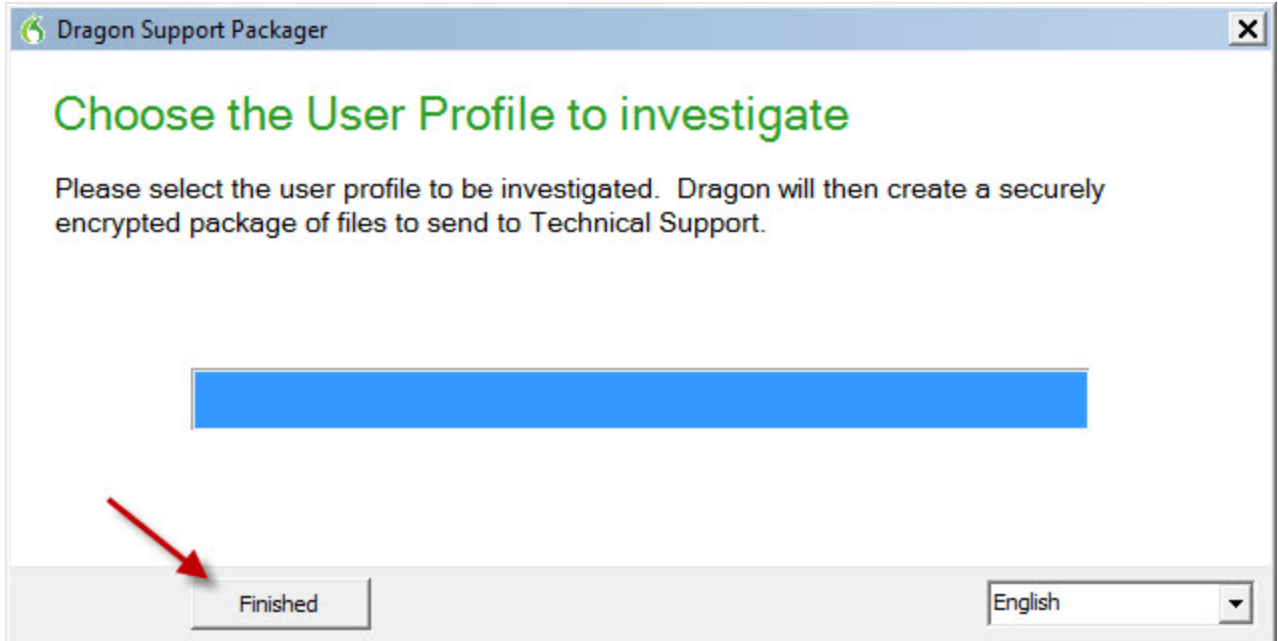 Dragon Support Packager
Choose the User Profile to investigate
Please select the user profile to be investigated.  Dragon will then create a securely
encrypted package of files to send to Technical Support.
Finished
English